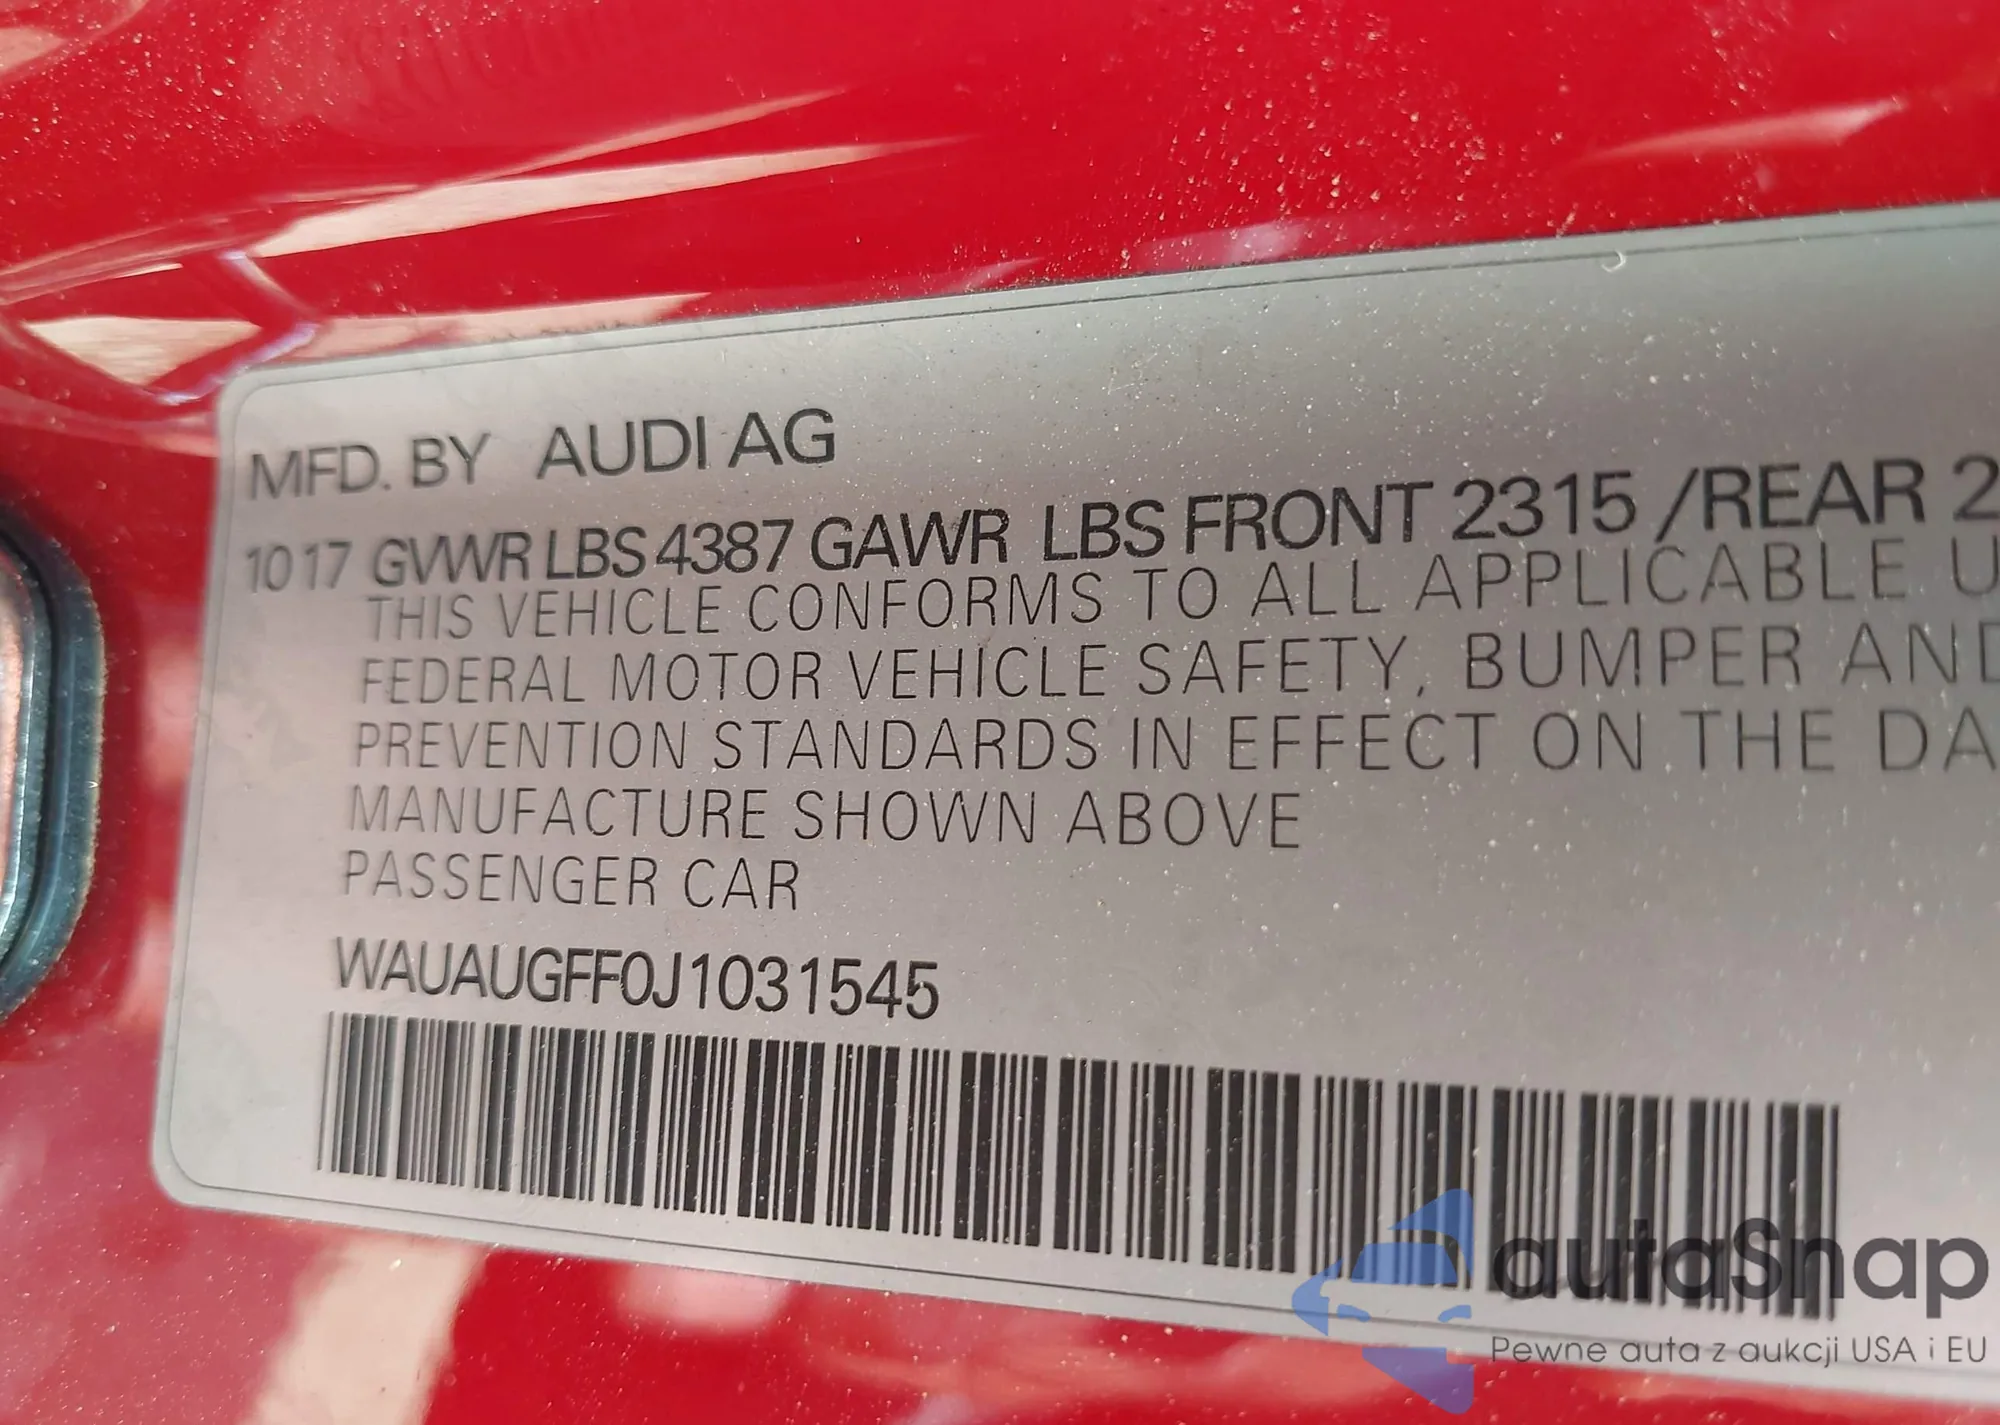 MFD. BY AUDI AG
10 17 GVWR LBS 4387 GAWR LBS FRONT 2315 /REAR 2
THIS VEHICLE CONFORMS TO ALL APPLICABLE U
FEDERAL MOTOR VEHICLE SAFETY, BUMPER AND
PREVENTION STANDARDS IN EFFECT ON THE DA
MANUFACTURE SHOWN ABOVE
PASSENGER CAR
WAUAUGFF0J1031545
autaSnap
Pewne auta z aukcji USA i EU